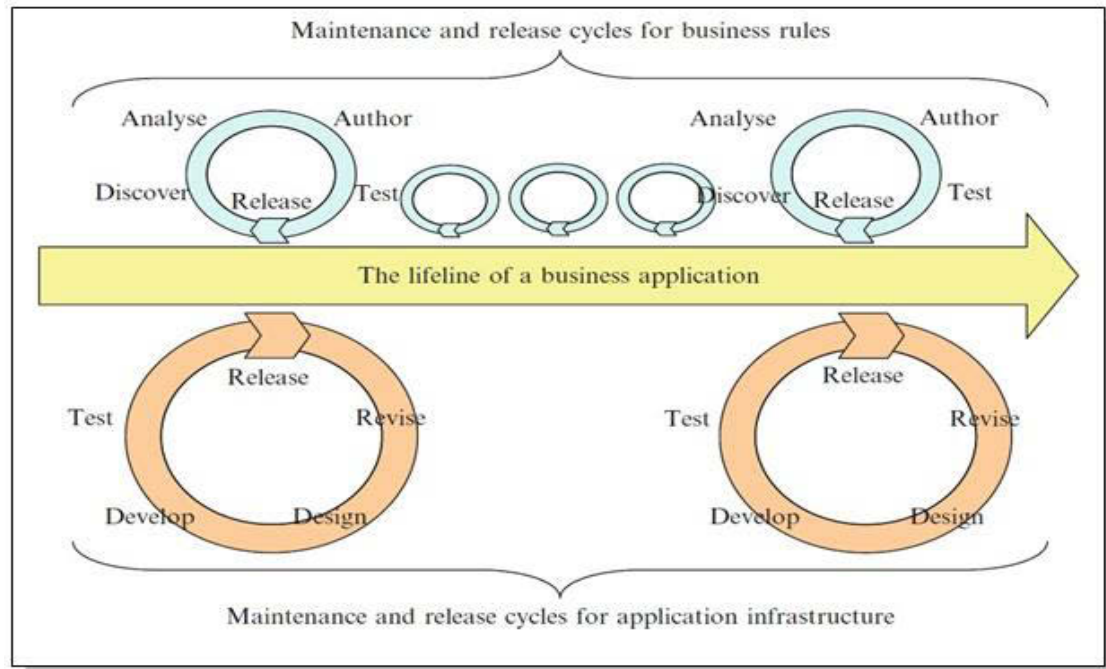 Maintenance and release cycles for business rules
Analyse
Author
Discover
Release
Test
Analyse
Author
Discover
Release
Test
The lifeline of a business application
Release
Test
Revise
Develop
Design
Release
Test
Revise
Develop
Design
Maintenance and release cycles for application infrastructure